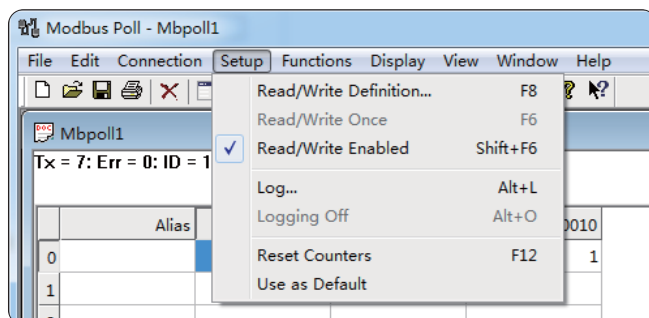 Modbus Poll - Mbpoll1
File Edit Connection Setup Functions Display View Window Help
Read/Write Definition... F8
Read/Write Once F6
Mbpoll1
Read/Write Enabled Shift+F6
Tx = 7: Err = 0: ID = 1
Log... Alt+L
Logging Off Alt+O
Alias 0010
Reset Counters F12
0 1
Use as Default
1